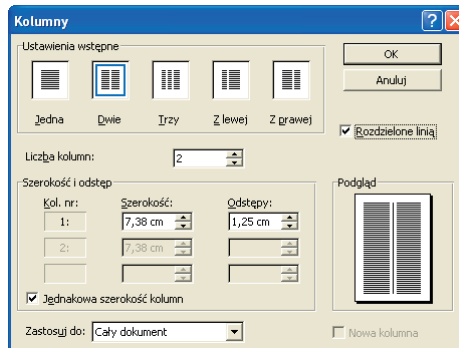 Kolumny
Ustawienia wstępne
OK
Anuluj
Jedna Dwie Trzy Z lewej Z prawej
Rozdzielone linią
Liczba kolumn: 2
Szerokość i odstęp
Podgląd
Kol. nr: Szerokość: Odstępy:
1: 7,38 cm 1,25 cm
2: 7,38 cm
Jednakowa szerokość kolumn
Zastosuj do: Cały dokument
Nowa kolumna